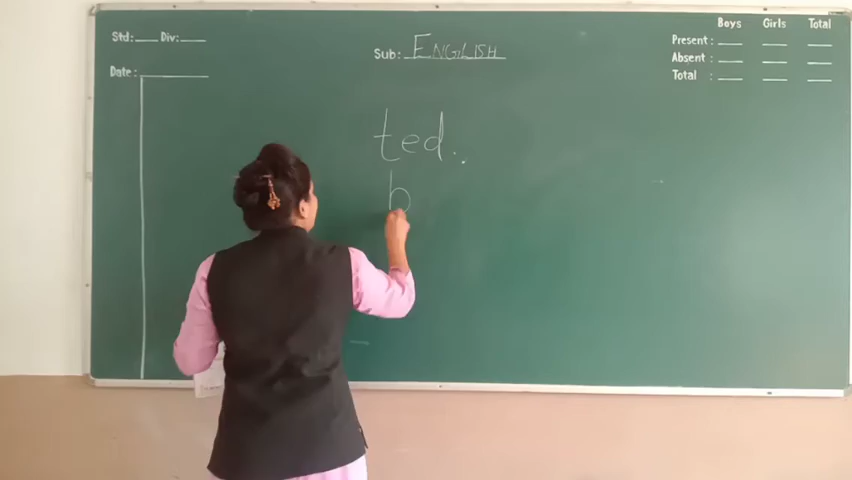 Std: Div:
Sub: ENGLISH
Boys Girls Total
Present:
Absent :
Total :
Date:
ted.
b